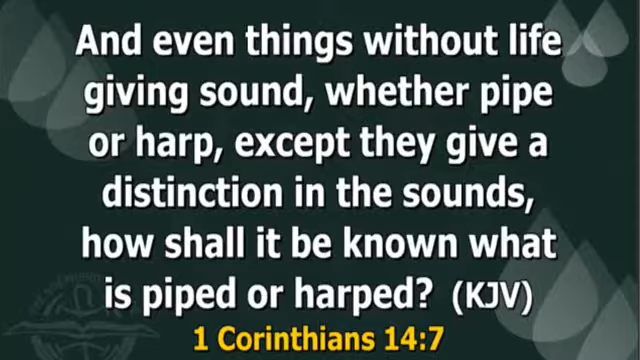 And even things without life
giving sound, whether pipe
or harp, except they give a
distinction in the sounds,
how shall it be known what
is piped or harped? (KJV)
1 Corinthians 14:7